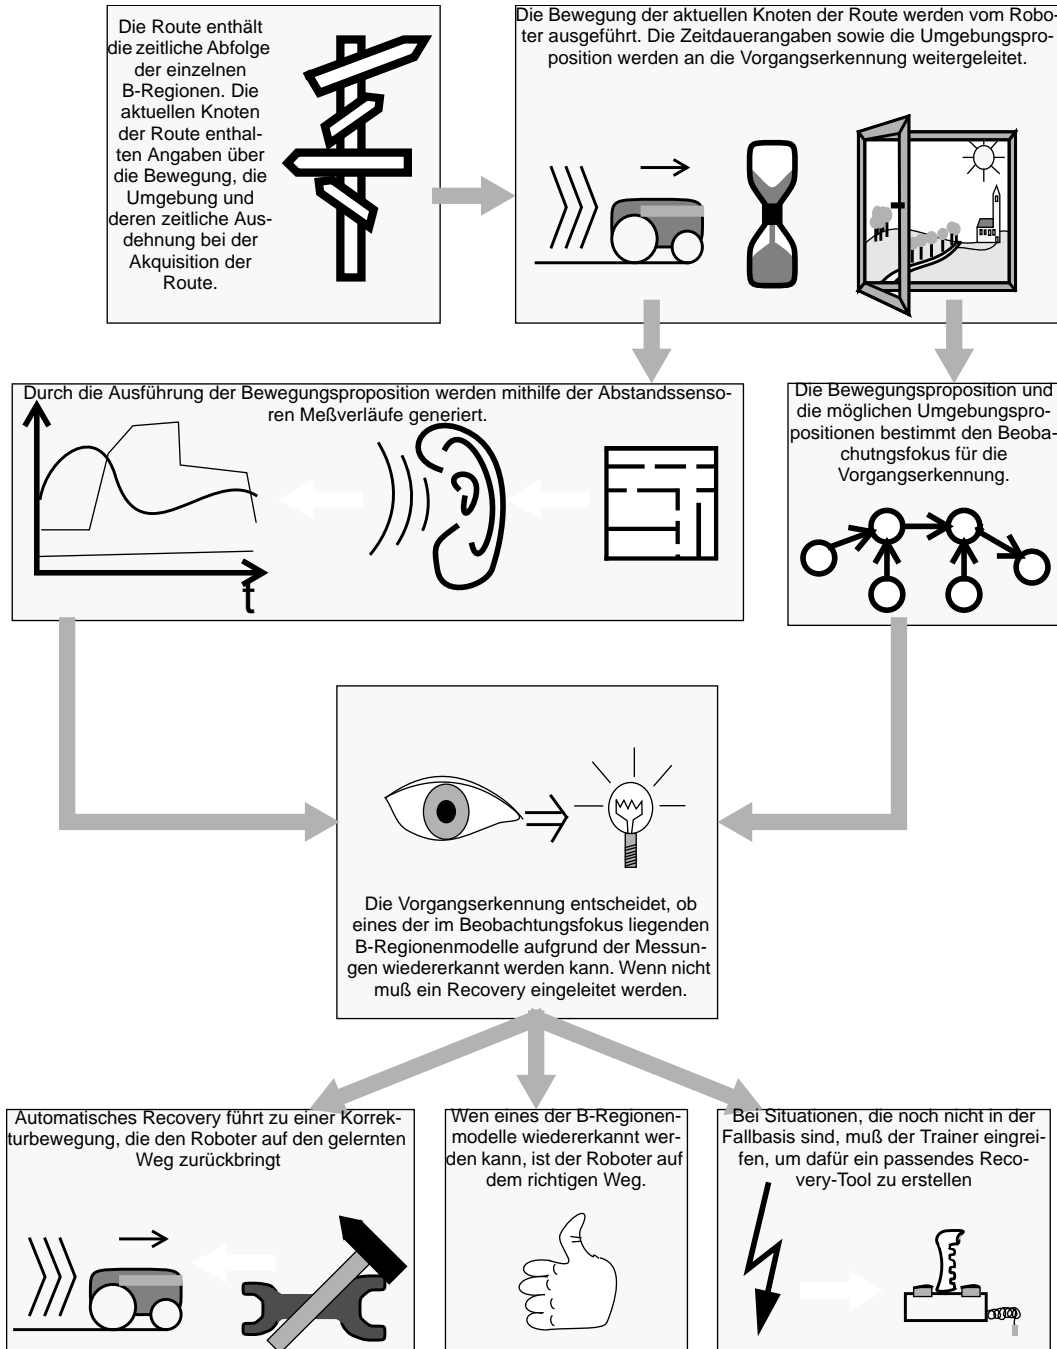 Die Route enthält
die zeitliche Abfolge
der einzelnen
B-Regionen. Die
aktuellen Knoten
der Route enthal-
ten Angaben über
die Bewegung, die
Umgebung und
deren zeitliche Aus-
dehnung bei der
Akquisition der
Route.
Die Bewegung der aktuellen Knoten der Route werden vom Robo-
ter ausgeführt. Die Zeitdauerangaben sowie die Umgebungspro-
position werden an die Vorgangserkennung weitergeleitet.
Durch die Ausführung der Bewegungsproposition werden mithilfe der Abstandssenso-
ren Meßverläufe generiert.
t
Die Bewegungsproposition und
die möglichen Umgebungspro-
positionen bestimmt den Beoba-
chutngsfokus für die
Vorgangserkennung.
Die Vorgangserkennung entscheidet, ob
eines der im Beobachtungsfokus liegenden
B-Regionenmodelle aufgrund der Messun-
gen wiedererkannt werden kann. Wenn nicht
muß ein Recovery eingeleitet werden.
Automatisches Recovery führt zu einer Korrek-
turbewegung, die den Roboter auf den gelernten
Weg zurückbringt
Wen eines der B-Regionen-
modelle wiedererkannt wer-
den kann, ist der Roboter auf
dem richtigen Weg.
Bei Situationen, die noch nicht in der
Fallbasis sind, muß der Trainer eingrei-
fen, um dafür ein passendes Reco-
very-Tool zu erstellen